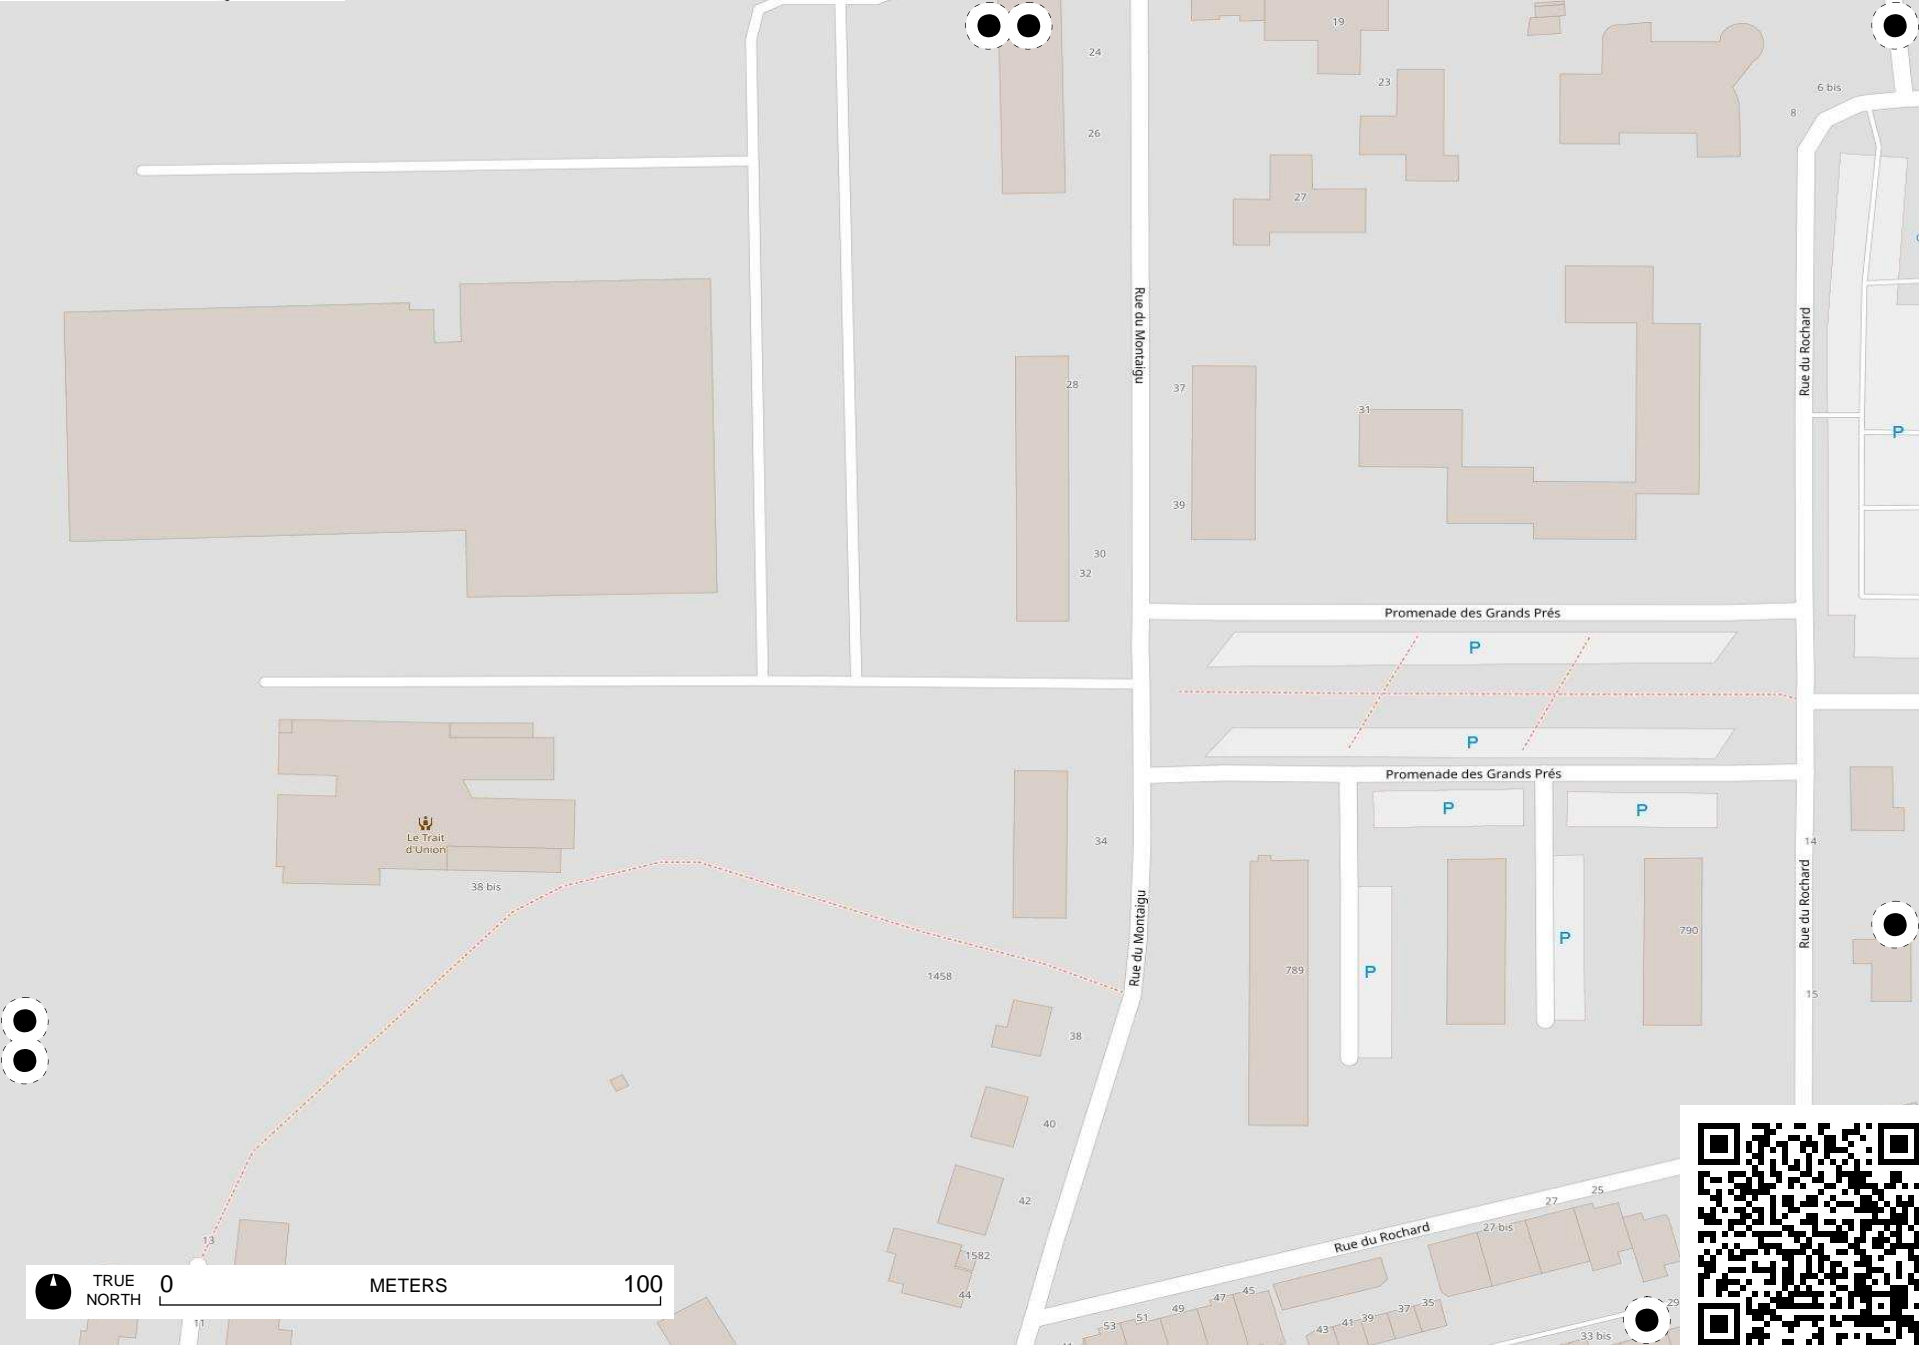 24
19
23
6 bis
8
26
27
Rue du Montaigu
Rue du Rochard
28
37
31
P
39
30
32
Promenade des Grands Prés
P
P
Promenade des Grands Prés
P
P
Le Trait
d'Union
38 bis
34
14
Rue du Montaigu
Rue du Rochard
790
P
789
P
1458
15
38
40
42
25
27
27 bis
Rue du Rochard
13
1582
44
TRUE
NORTH
0
METERS
100
45
47
49
51
53
35
37
39
41
43
29
33 bis
11